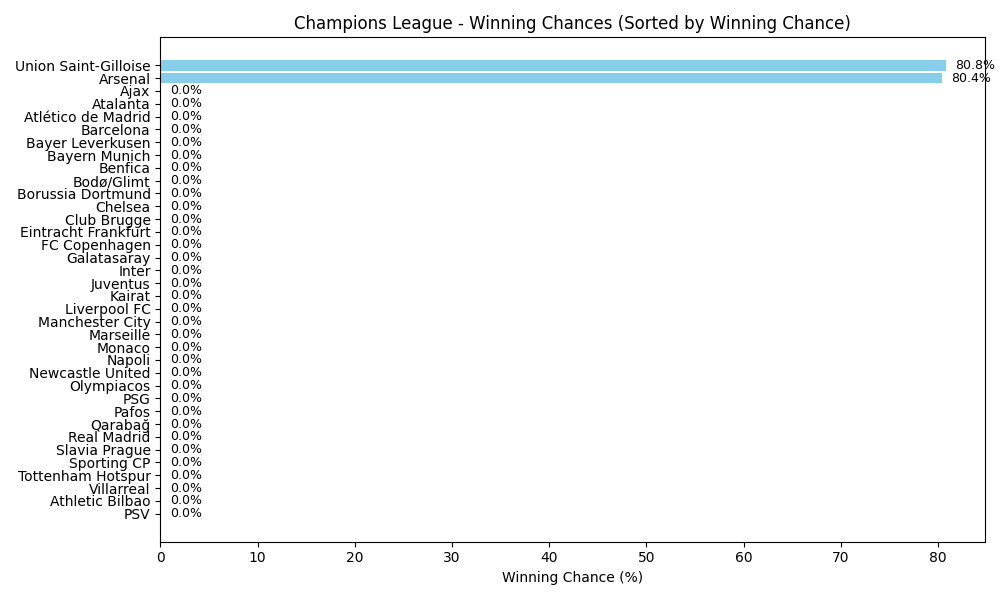 Champions League - Winning Chances (Sorted by Winning Chance)
Union Saint-Gilloise 80.8%
Arsenal 80.4%
Ajax 0.0%
Atalanta 0.0%
Atlético de Madrid 0.0%
Barcelona 0.0%
Bayer Leverkusen 0.0%
Bayern Munich 0.0%
Benfica 0.0%
Bodø/Glimt 0.0%
Borussia Dortmund 0.0%
Chelsea 0.0%
Club Brugge 0.0%
Eintracht Frankfurt 0.0%
FC Copenhagen 0.0%
Galatasaray 0.0%
Inter 0.0%
Juventus 0.0%
Kairat 0.0%
Liverpool FC 0.0%
Manchester City 0.0%
Marseille 0.0%
Monaco 0.0%
Napoli 0.0%
Newcastle United 0.0%
Olympiacos 0.0%
PSG 0.0%
Pafos 0.0%
Qarabağ 0.0%
Real Madrid 0.0%
Slavia Prague 0.0%
Sporting CP 0.0%
Tottenham Hotspur 0.0%
Villarreal 0.0%
Athletic Bilbao 0.0%
PSV 0.0%
0 10 20 30 40 50 60 70 80
Winning Chance (%)